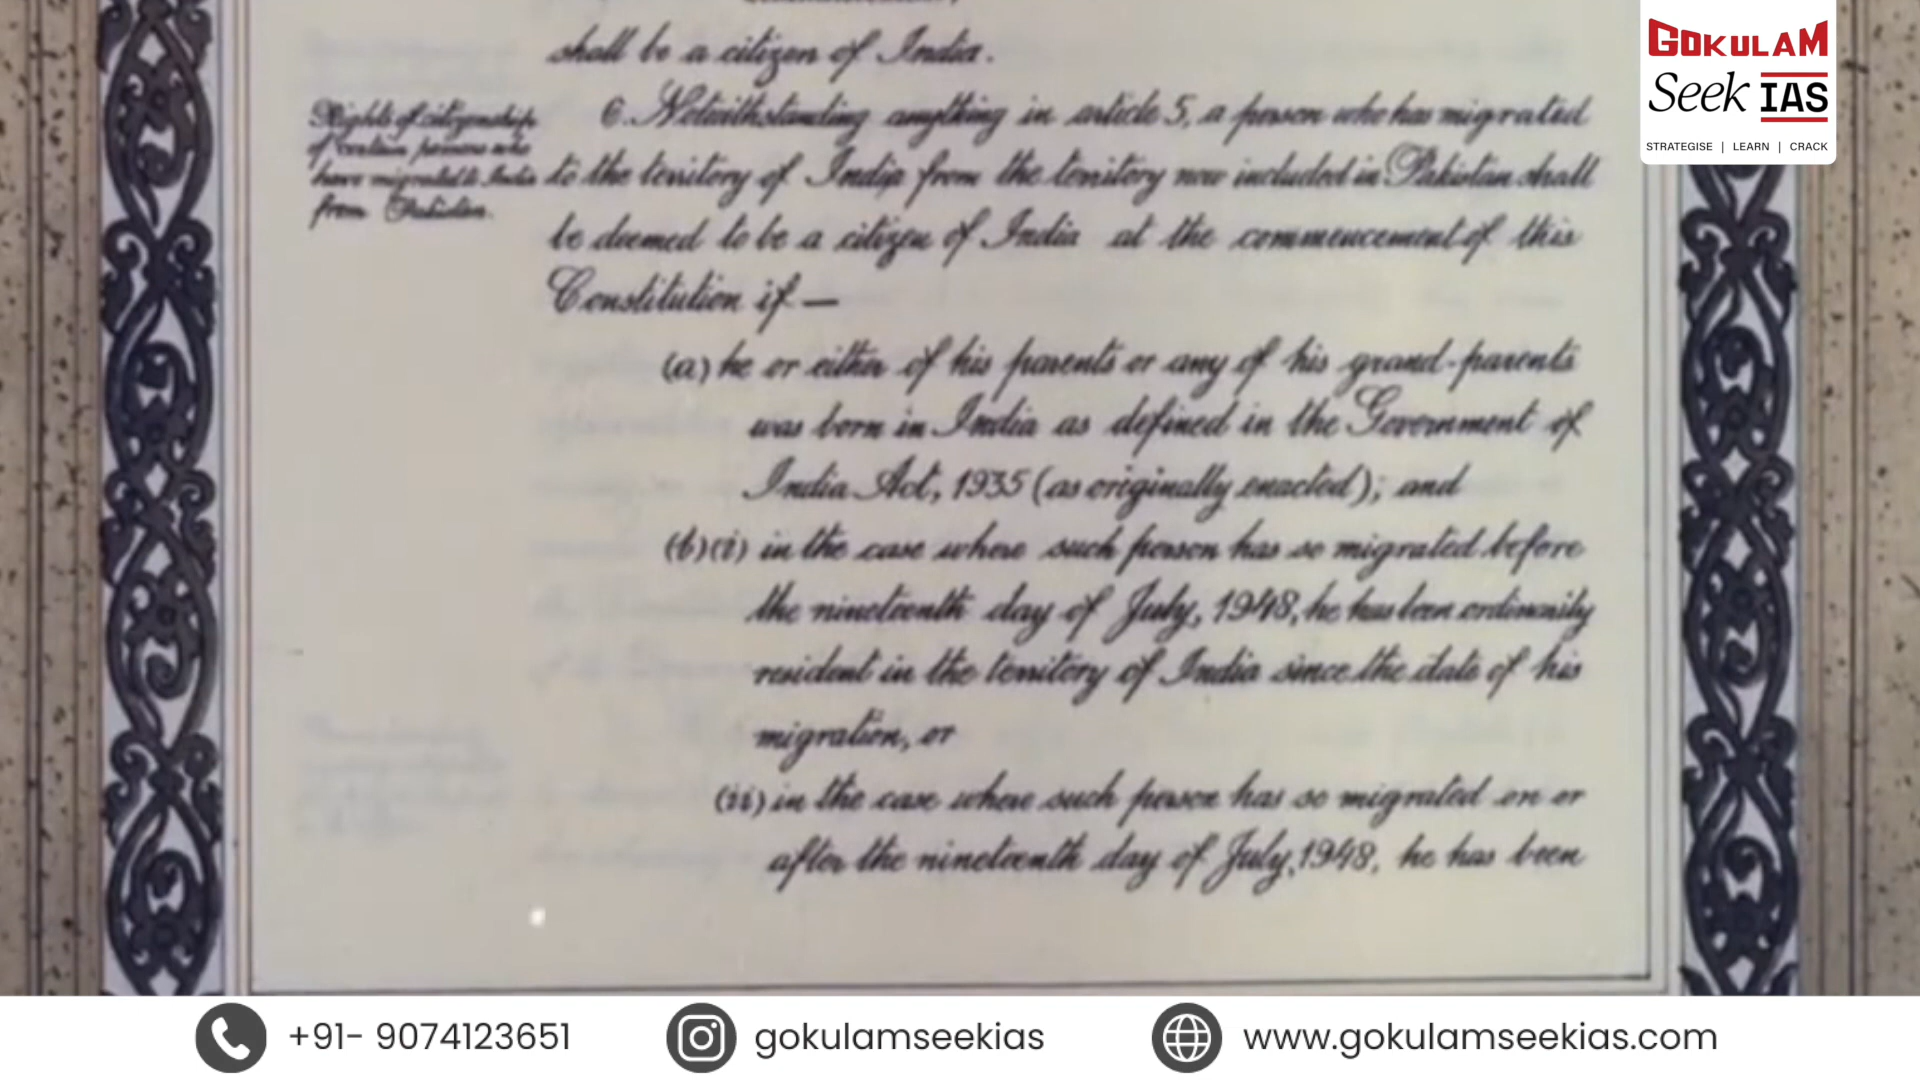 shall be a citizen of India.
Rights of citizenship
of certain persons who
have migrated to India
from Pakistan.
6. Notwithstanding anything in article 5, a person who has migrated
to the territory of India from the territory now included in Pakistan shall
be deemed to be a citizen of India at the commencement of this
Constitution if —
(a) he or either of his parents or any of his grand-parents
was born in India as defined in the Government of
India Act, 1935 (as originally enacted); and
(b)(i) in the case where such person has so migrated before
the nineteenth day of July, 1948, he has been ordinarily
resident in the territory of India since the date of his
migration, or
(ii) in the case where such person has so migrated on or
after the nineteenth day of July, 1948, he has been
GOKULAM
Seek IAS
STRATEGISE | LEARN | CRACK
+91- 9074123651
gokulamseekias
www.gokulamseekias.com